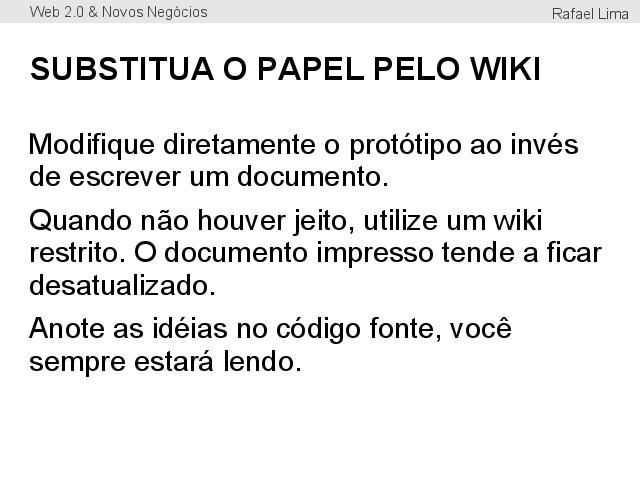 Web 2.0 & Novos Negócios
Rafael Lima
SUBSTITUA O PAPEL PELO WIKI
Modifique diretamente o protótipo ao invés
de escrever um documento.
Quando não houver jeito, utilize um wiki
restrito. O documento impresso tende a ficar
desatualizado.
Anote as idéias no código fonte, você
sempre estará lendo.